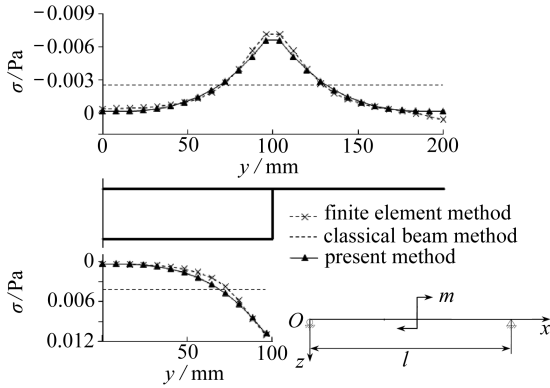 −0.009
−0.006
−0.003
0
σ/Pa
0 50 100 150 200
y / mm
finite element method
classical beam method
present method
0
0.006
0.012
σ/Pa
0 50 100
y / mm
m
O x
z l